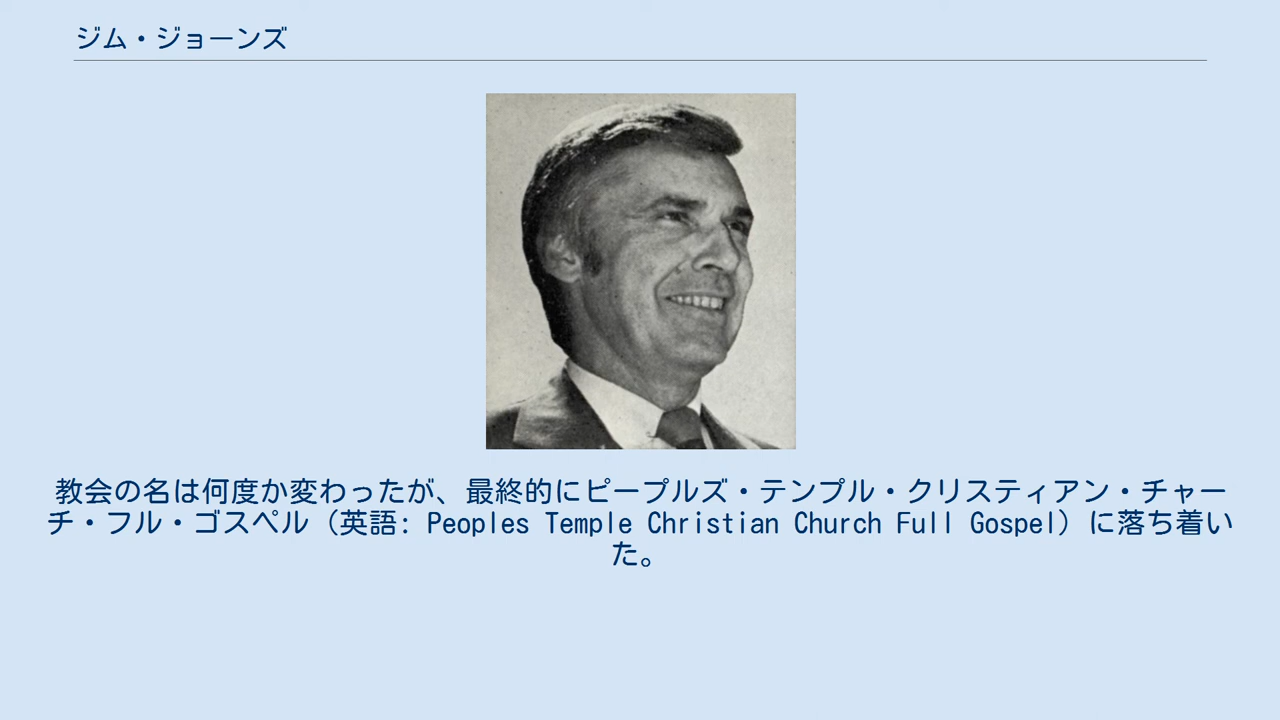 ジム・ジョーンズ
教会の名は何度か変わったが、最終的にピープルズ・テンプル・クリスティアン・チャー
チ・フル・ゴスペル（英語: Peoples Temple Christian Church Full Gospel）に落ち着い
た。